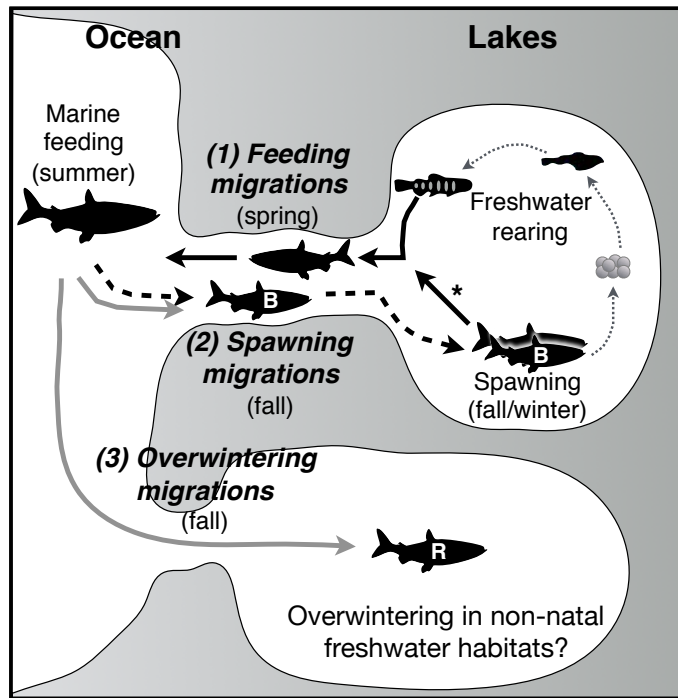 Ocean
Lakes
Marine
feeding
(summer)
(1) Feeding
migrations
(spring)
Freshwater
rearing
B
*
(2) Spawning
migrations
(fall)
B
Spawning
(fall/winter)
(3) Overwintering
migrations
(fall)
R
Overwintering in non-natal
freshwater habitats?